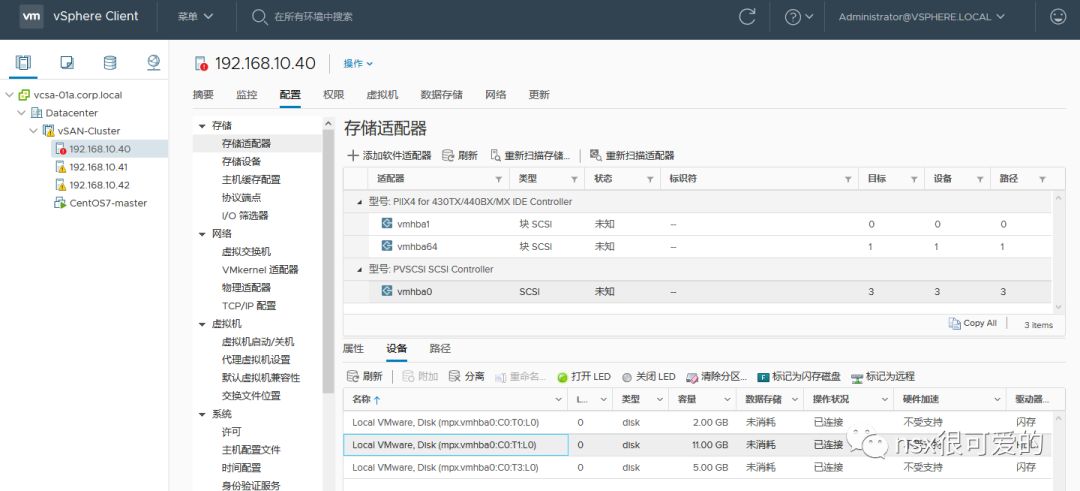 vm vSphere Client 菜单 在所有环境中搜索 Administrator@VSPHERE.LOCAL
vcsa-01a.corp.local
Datacenter
vSAN-Cluster
192.168.10.40
192.168.10.41
192.168.10.42
CentOS7-master
192.168.10.40 操作
摘要 监控 配置 权限 虚拟机 数据存储 网络 更新
存储
存储适配器
存储设备
主机缓存配置
协议端点
I/O 筛选器
网络
虚拟交换机
VMkernel 适配器
物理适配器
TCP/IP 配置
虚拟机
虚拟机启动/关机
代理虚拟机设置
默认虚拟机兼容性
交换文件位置
系统
许可
主机配置文件
时间配置
身份验证服务
存储适配器
添加软件适配器 刷新 重新扫描存储... 重新扫描适配器
适配器 类型 状态 标识符 目标 设备 路径
型号: PIIX4 for 430TX/440BX/MX IDE Controller
vmhba1 块 SCSI 未知 -- 0 0 0
vmhba64 块 SCSI 未知 -- 1 1 1
型号: PVSCSI SCSI Controller
vmhba0 SCSI 未知 -- 3 3 3
Copy All 3 items
属性 设备 路径
刷新 附加 分离 重命名... 打开 LED 关闭 LED 清除分区... 标记为闪存磁盘 标记为远程
名称 L... 类型 容量 数据存储 操作状况 硬件加速 驱动器...
Local VMware, Disk (mpx.vmhba0:C0:T0:L0) 0 disk 2.00 GB 未消耗 已连接 不受支持 闪存
Local VMware, Disk (mpx.vmhba0:C0:T1:L0) 0 disk 11.00 GB 未消耗 已连接
Local VMware, Disk (mpx.vmhba0:C0:T3:L0) 0 disk 5.00 GB 未消耗 已连接 不受支持 闪存
nsx很可爱的